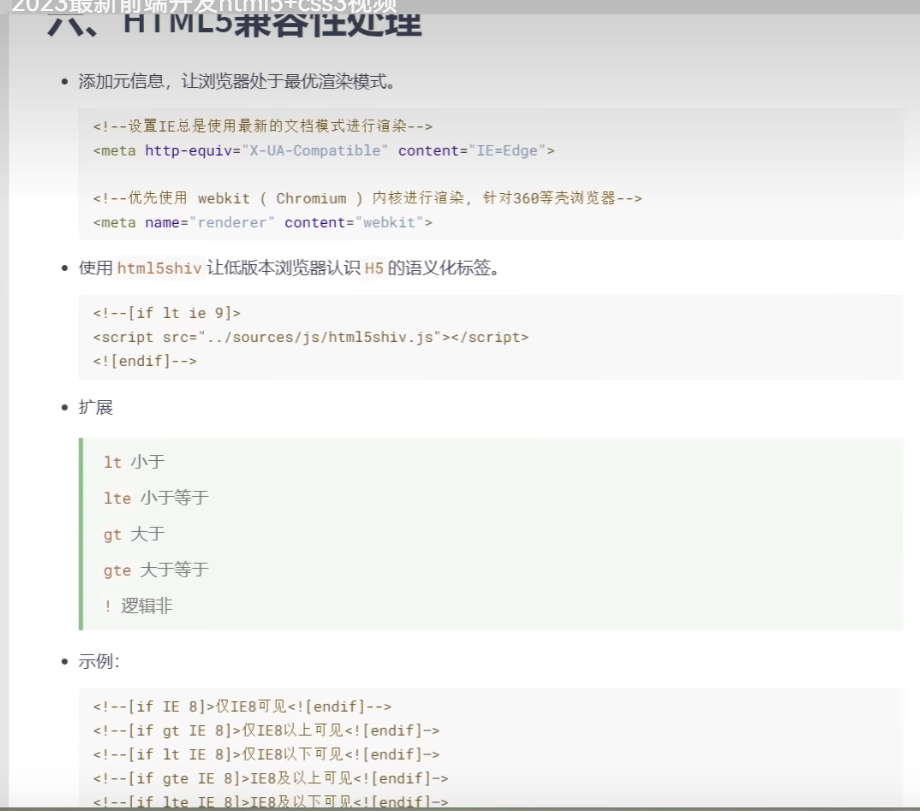 2023最新前端开发html5+css3视频
六、HTML5兼容性处理
• 添加元信息，让浏览器处于最优渲染模式。
<!--设置IE总是使用最新的文档模式进行渲染-->
<meta http-equiv="X-UA-Compatible" content="IE=Edge">
<!--优先使用 webkit ( Chromium ) 内核进行渲染, 针对360等壳浏览器-->
<meta name="renderer" content="webkit">
• 使用 html5shiv 让低版本浏览器认识 H5 的语义化标签。
<!--[if lt ie 9]>
<script src="../sources/js/html5shiv.js"></script>
<![endif]-->
• 扩展
lt 小于
lte 小于等于
gt 大于
gte 大于等于
! 逻辑非
• 示例：
<!--[if IE 8]>仅IE8可见<![endif]-->
<!--[if gt IE 8]>仅IE8以上可见<![endif]—>
<!--[if lt IE 8]>仅IE8以下可见<![endif]—>
<!--[if gte IE 8]>IE8及以上可见<![endif]—>
<!--[if lte IE 8]>IE8及以下可见<![endif]—>